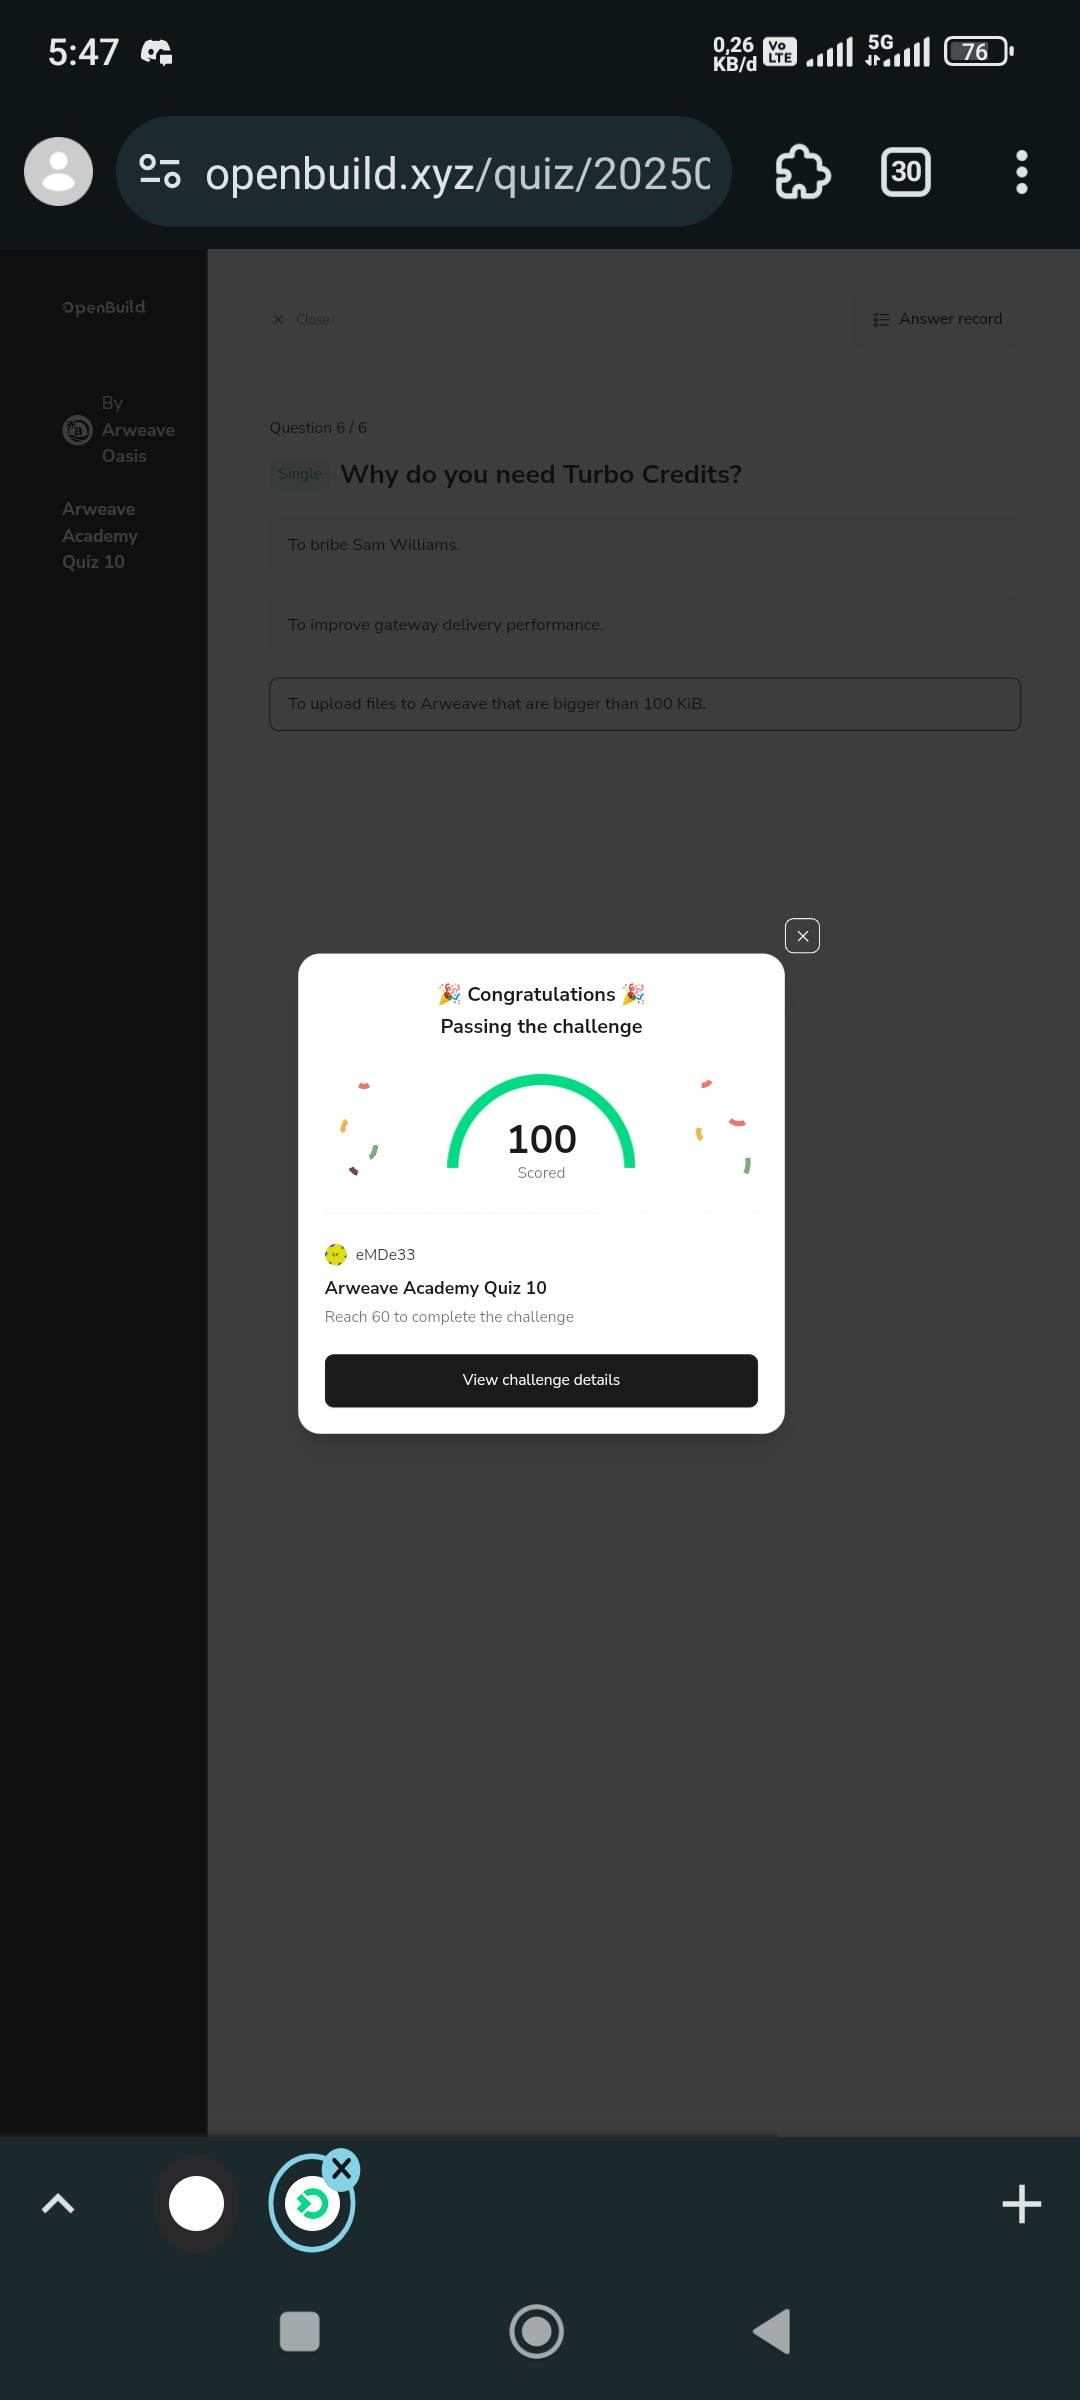 5:47
0,26
KB/d
Vo
LTE
5G
76
openbuild.xyz/quiz/2025
30
OpenBuild
Close
Answer record
By
Arweave
Oasis
Arweave
Academy
Quiz 10
Question 6 / 6
Single
Why do you need Turbo Credits?
To bribe Sam Williams.
To improve gateway delivery performance.
To upload files to Arweave that are bigger than 100 KiB.
🎉 Congratulations 🎉
Passing the challenge
100
Scored
eMDe33
Arweave Academy Quiz 10
Reach 60 to complete the challenge
View challenge details